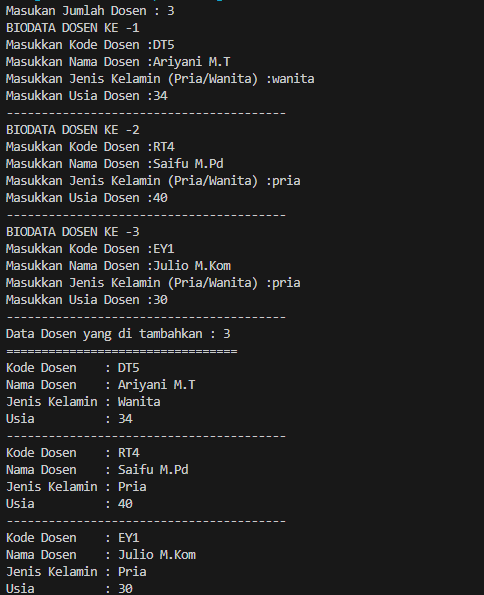 Masukan Jumlah Dosen : 3
BIODATA DOSEN KE -1
Masukkan Kode Dosen :DT5
Masukkan Nama Dosen :Ariyani M.T
Masukkan Jenis Kelamin (Pria/Wanita) :wanita
Masukkan Usia Dosen :34
----------------------------------------
BIODATA DOSEN KE -2
Masukkan Kode Dosen :RT4
Masukkan Nama Dosen :Saifu M.Pd
Masukkan Jenis Kelamin (Pria/Wanita) :pria
Masukkan Usia Dosen :40
----------------------------------------
BIODATA DOSEN KE -3
Masukkan Kode Dosen :EY1
Masukkan Nama Dosen :Julio M.Kom
Masukkan Jenis Kelamin (Pria/Wanita) :pria
Masukkan Usia Dosen :30
----------------------------------------
Data Dosen yang di tambahkan : 3
=================================
Kode Dosen    : DT5
Nama Dosen    : Ariyani M.T
Jenis Kelamin : Wanita
Usia          : 34
----------------------------------------
Kode Dosen    : RT4
Nama Dosen    : Saifu M.Pd
Jenis Kelamin : Pria
Usia          : 40
----------------------------------------
Kode Dosen    : EY1
Nama Dosen    : Julio M.Kom
Jenis Kelamin : Pria
Usia          : 30